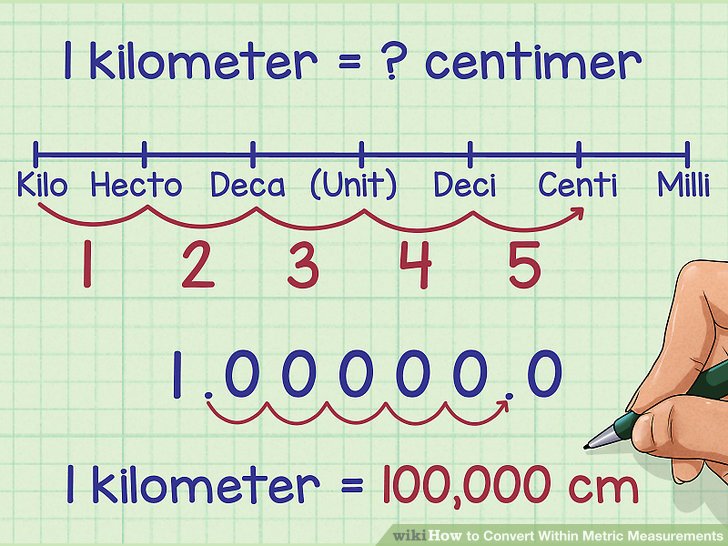 1 kilometer = ? centimer
Kilo Hecto Deca (Unit) Deci Centi Milli
1 2 3 4 5
1.00000.0
1 kilometer = 100,000 cm
wikiHow to Convert Within Metric Measurements